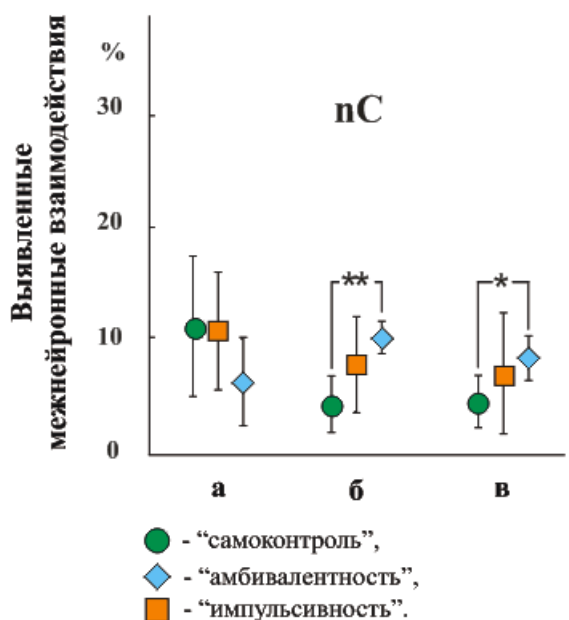 %
30
20
10
0
Выявленные
межнейронные взаимодействия
nC
**
*
а
б
в
- “самоконтроль”,
- “амбивалентность”,
- “импульсивность”.